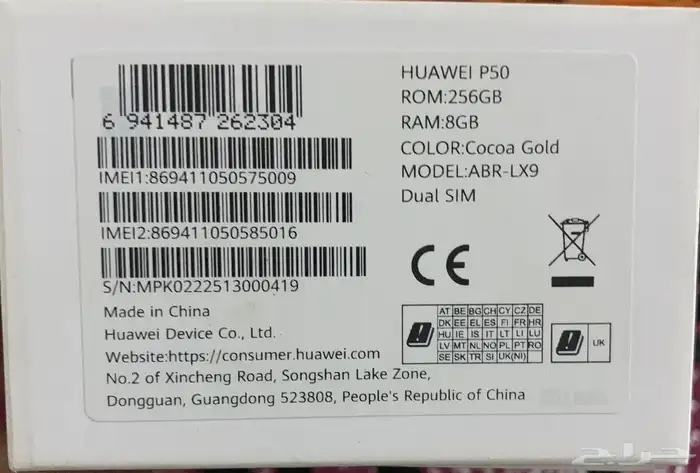 6 941487 262304
IMEI1:869411050575009
IMEI2:869411050585016
S/N:MPK0222513000419
HUAWEI P50
ROM:256GB
RAM:8GB
COLOR:Cocoa Gold
MODEL:ABR-LX9
Dual SIM
CE
Made in China
Huawei Device Co., Ltd.
Website:https://consumer.huawei.com
No.2 of Xincheng Road, Songshan Lake Zone,
Dongguan, Guangdong 523808, People's Republic of China
AT BE BG CH CY CZ DE
DK EE EL ES FI FR HR
HU IE IS IT LT LI LU
LV MT NL NO PL PT RO
SE SK TR SI UK(NI)
UK
حراج